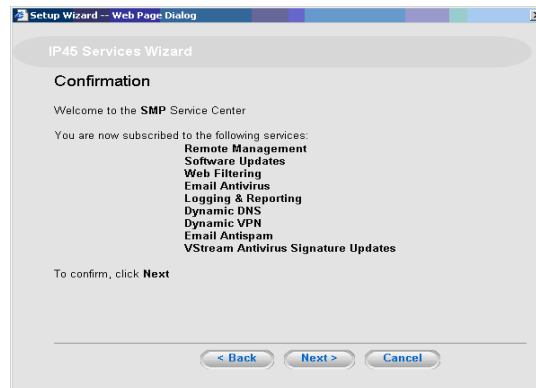 Setup Wizard -- Web Page Dialog
IP45 Services Wizard
Confirmation
Welcome to the SMP Service Center
You are now subscribed to the following services:
Remote Management
Software Updates
Web Filtering
Email Antivirus
Logging & Reporting
Dynamic DNS
Dynamic VPN
Email Antispam
VStream Antivirus Signature Updates
To confirm, click Next
< Back Next > Cancel